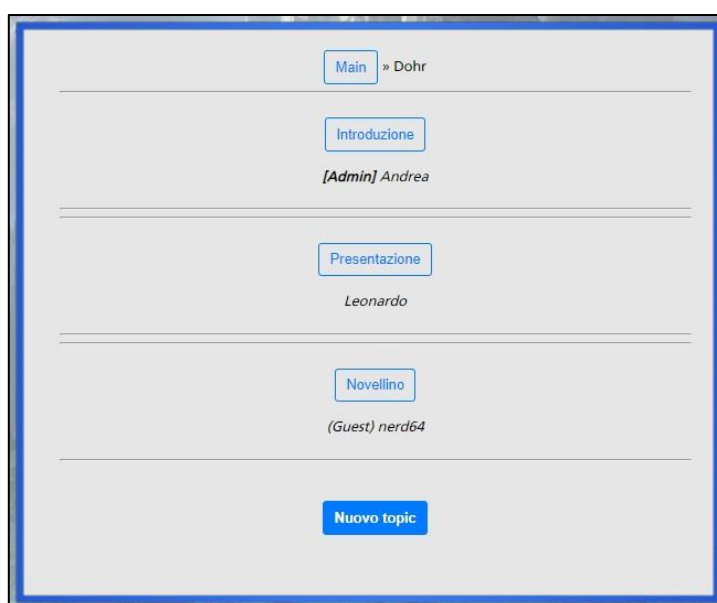 Main » Dohr
Introduzione
[Admin] Andrea
Presentazione
Leonardo
Novellino
(Guest) nerd64
Nuovo topic